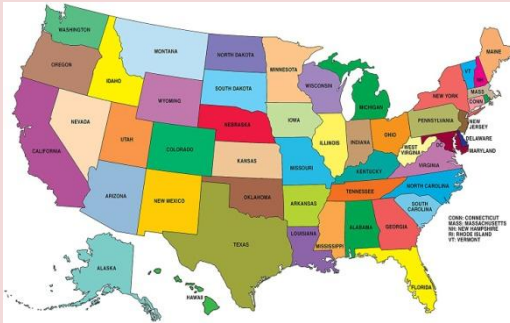 WASHINGTON
MONTANA
NORTH DAKOTA
MINNESOTA
MAINE
VT
NH
OREGON
IDAHO
SOUTH DAKOTA
WISCONSIN
MICHIGAN
NEW YORK
MASS
CONN
WYOMING
IOWA
PENNSYLVANIA
NEW
JERSEY
NEVADA
NEBRASKA
ILLINOIS
INDIANA
OHIO
DELAWARE
MARYLAND
DC
WEST
VIRGINIA
UTAH
COLORADO
KANSAS
MISSOURI
KENTUCKY
VIRGINIA
CALIFORNIA
ARIZONA
NEW MEXICO
OKLAHOMA
ARKANSAS
TENNESSES
NORTH CAROLINA
SOUTH
CAROLINA
TEXAS
LOUISIANA
MISSISSIPPI
ALABAMA
GEORGIA
FLORIDA
ALASKA
HAWAII
CONN: CONNECTICUT
MASS: MASSACHUSETTS
NH: NEW HAMPSHIRE
RI: RHODE ISLAND
VT: VERMONT